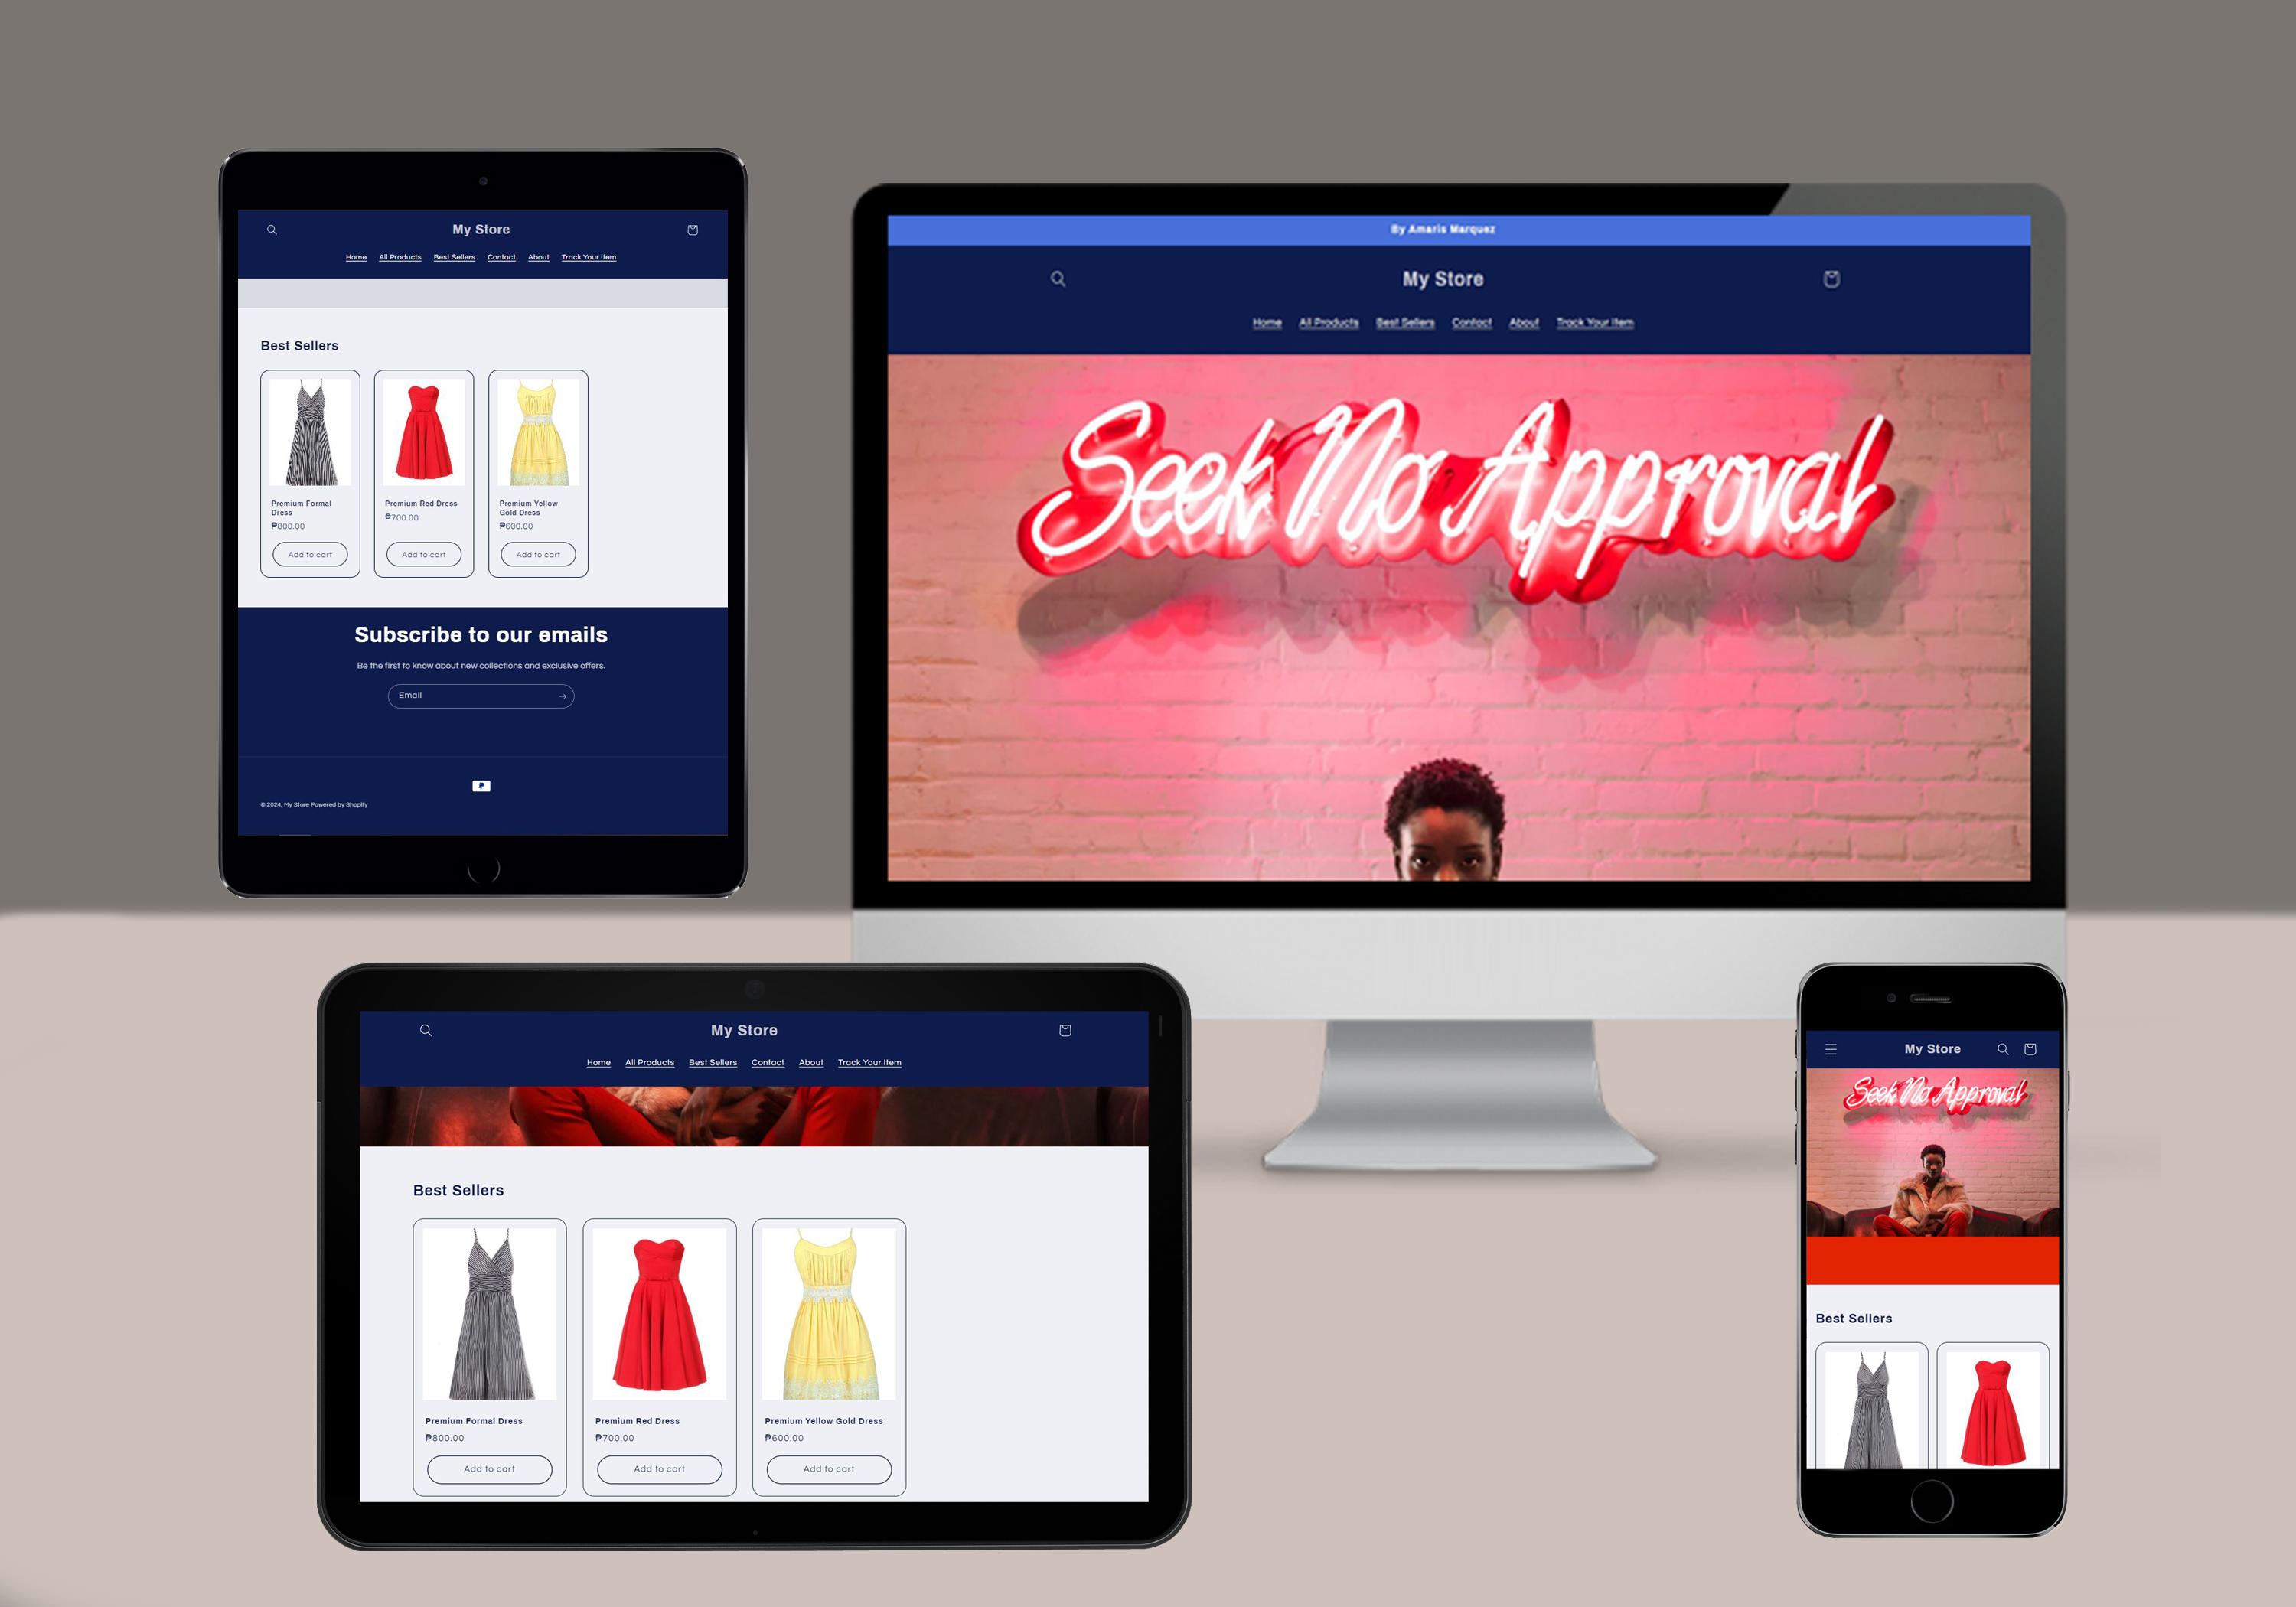 My Store
Home All Products Best Sellers Contact About Track Your Item
Best Sellers
Premium Formal
Dress
₱800.00
Add to cart
Premium Red Dress
₱700.00
Add to cart
Premium Yellow
Gold Dress
₱600.00
Add to cart
Subscribe to our emails
Be the first to know about new collections and exclusive offers.
Email
© 2024, My Store Powered by Shopify
By Amaris Marquez
My Store
Home All Products Best Sellers Contact About Track Your Item
Seek No Approval
My Store
Home All Products Best Sellers Contact About Track Your Item
Best Sellers
Premium Formal Dress
₱800.00
Add to cart
Premium Red Dress
₱700.00
Add to cart
Premium Yellow Gold Dress
₱600.00
Add to cart
My Store
Seek No Approval
Best Sellers